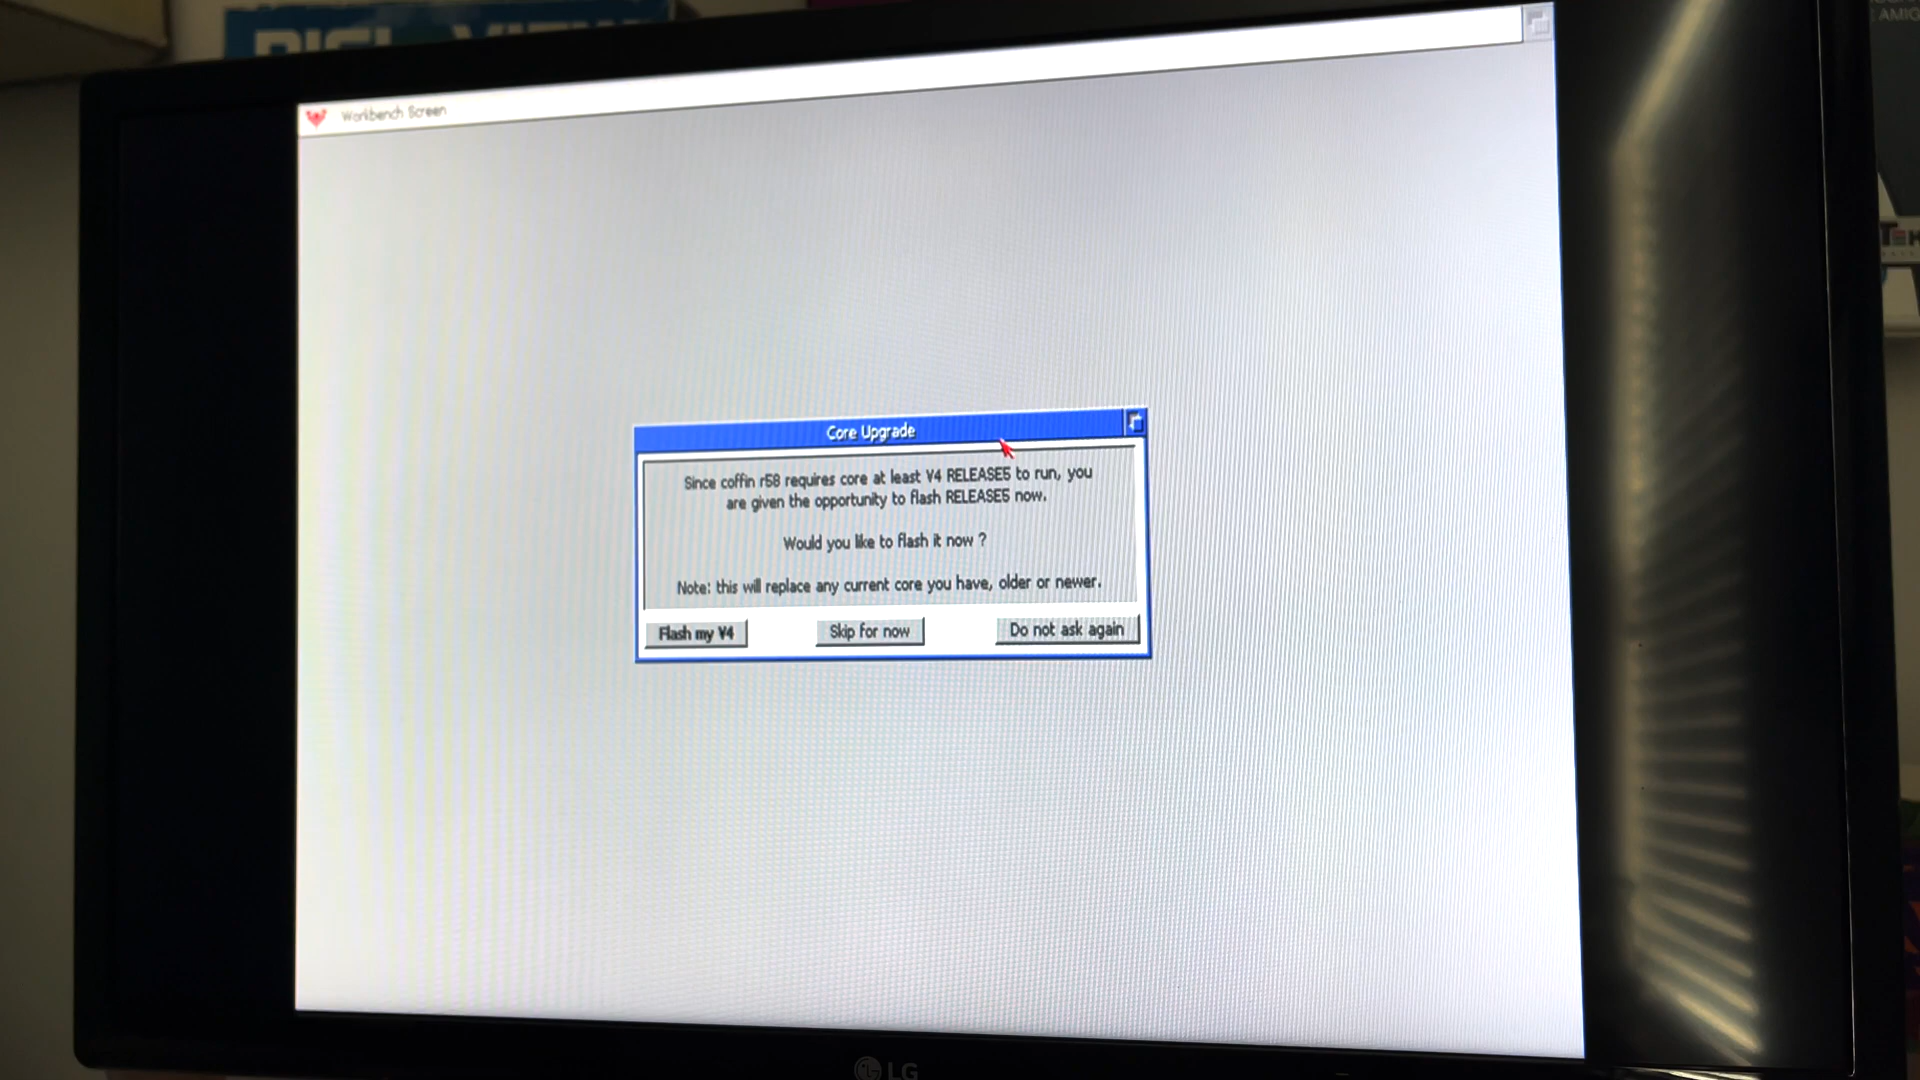 AMIG
Workbench Screen
Core Upgrade
Since coffin r58 requires core at least V4 RELEASE5 to run, you
are given the opportunity to flash RELEASE5 now.
Would you like to flash it now ?
Note: this will replace any current core you have, older or newer.
Flash my V4
Skip for now
Do not ask again
LG